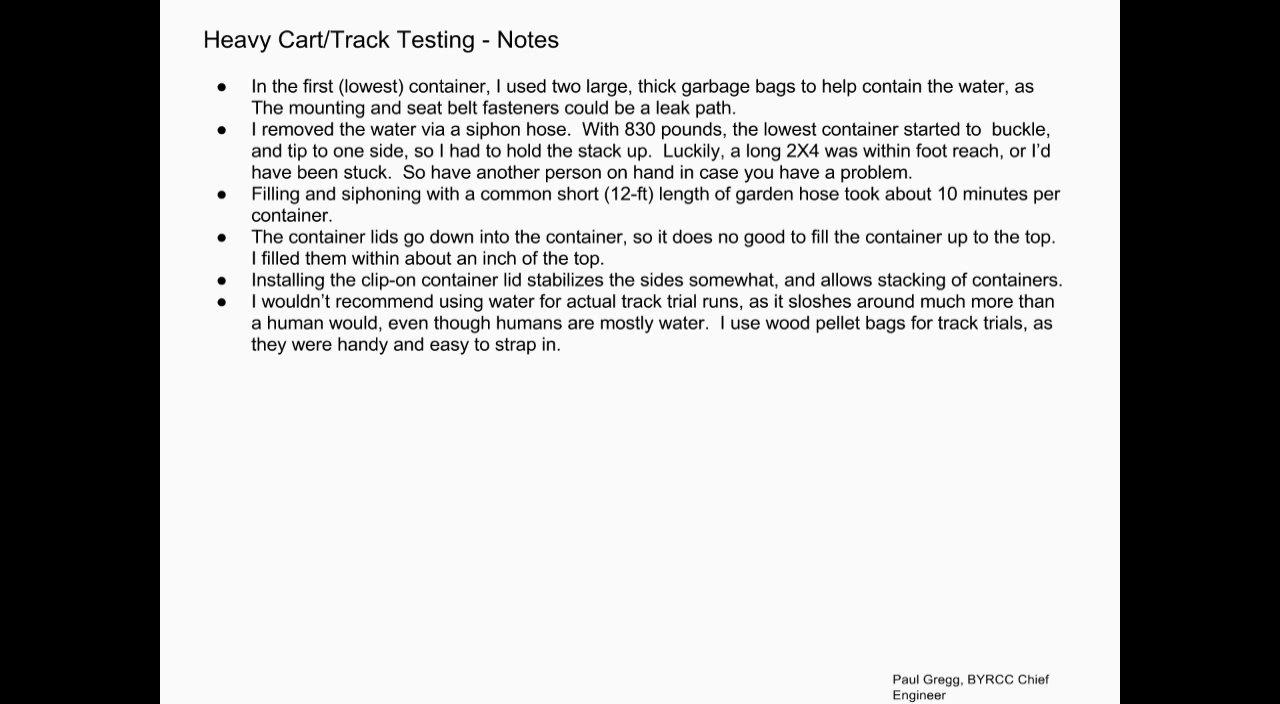 Heavy Cart/Track Testing - Notes
● In the first (lowest) container, I used two large, thick garbage bags to help contain the water, as
The mounting and seat belt fasteners could be a leak path.
● I removed the water via a siphon hose.  With 830 pounds, the lowest container started to  buckle,
and tip to one side, so I had to hold the stack up.  Luckily, a long 2X4 was within foot reach, or I'd
have been stuck.  So have another person on hand in case you have a problem.
● Filling and siphoning with a common short (12-ft) length of garden hose took about 10 minutes per
container.
● The container lids go down into the container, so it does no good to fill the container up to the top.
I filled them within about an inch of the top.
● Installing the clip-on container lid stabilizes the sides somewhat, and allows stacking of containers.
● I wouldn't recommend using water for actual track trial runs, as it sloshes around much more than
a human would, even though humans are mostly water.  I use wood pellet bags for track trials, as
they were handy and easy to strap in.
Paul Gregg, BYRCC Chief
Engineer